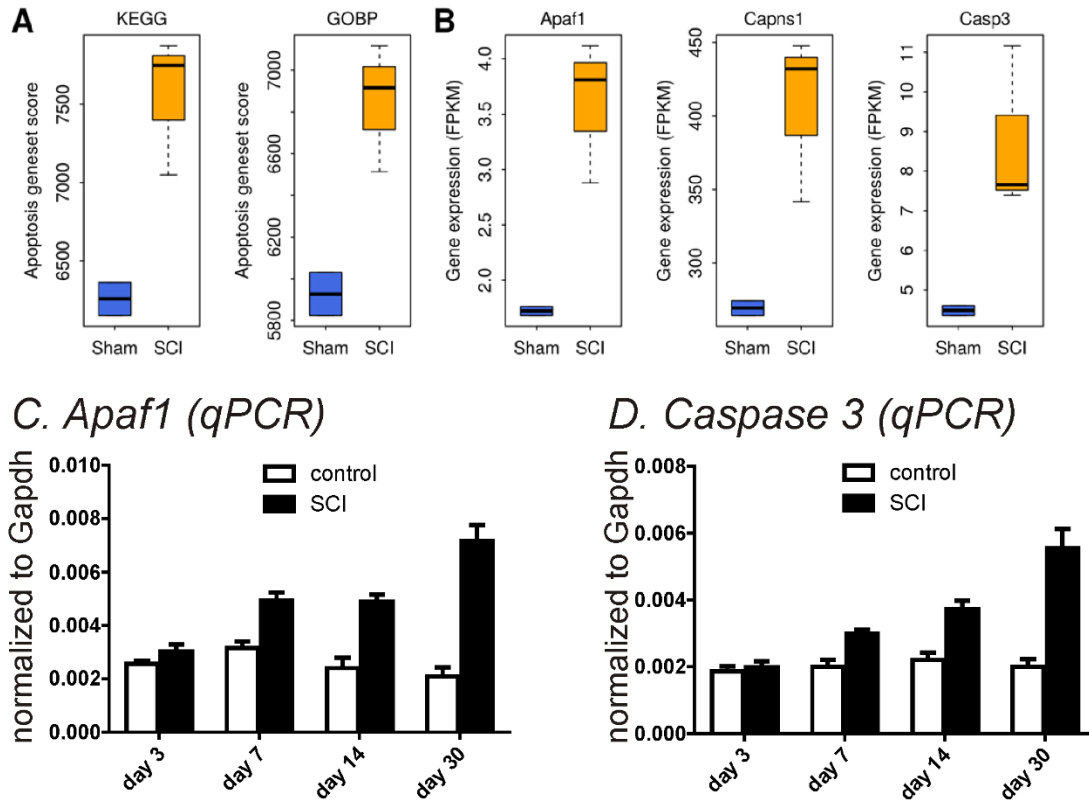 A
KEGG
GOBP
Apoptosis geneset score
7500
7000
6500
Sham SCI
Apoptosis geneset score
7000
6600
6200
5800
Sham SCI
B
Apaf1
Capns1
Casp3
Gene expression (FPKM)
4.0
3.5
3.0
2.5
2.0
Sham SCI
Gene expression (FPKM)
450
400
350
300
Sham SCI
Gene expression (FPKM)
11
10
9
8
7
5
Sham SCI
C. Apaf1 (qPCR)
normalized to Gapdh
0.010
0.008
0.006
0.004
0.002
0.000
control
SCI
day 3
day 7
day 14
day 30
D. Caspase 3 (qPCR)
normalized to Gapdh
0.008
0.006
0.004
0.002
0.000
control
SCI
day 3
day 7
day 14
day 30